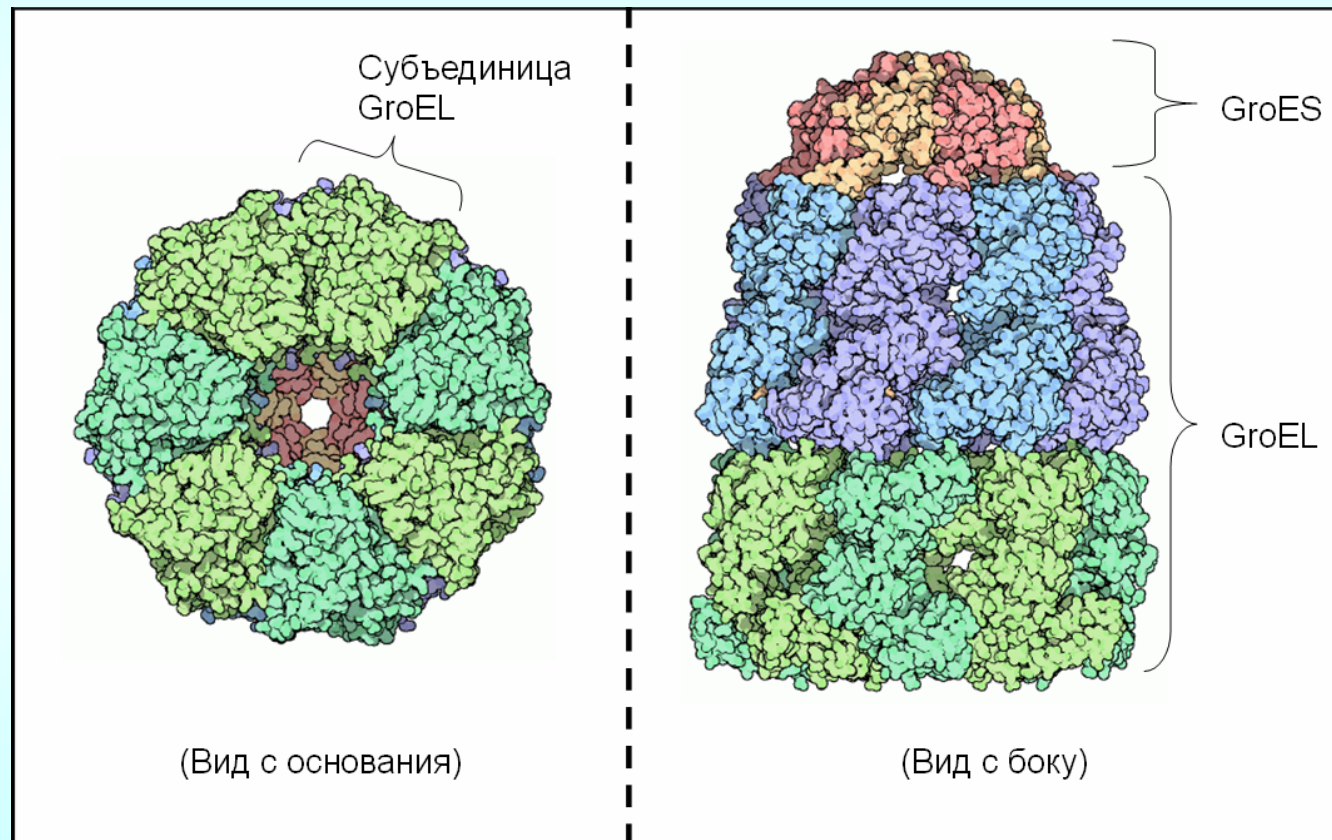 Субъединица
GroEL
GroES
GroEL
(Вид с основания)
(Вид с боку)